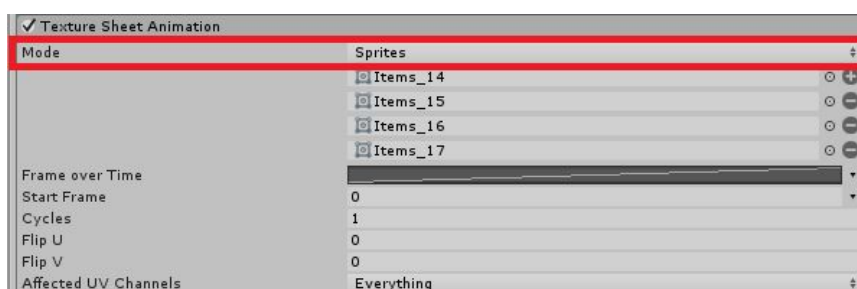 Texture Sheet Animation
Mode Sprites
Items_14
Items_15
Items_16
Items_17
Frame over Time
Start Frame 0
Cycles 1
Flip U 0
Flip V 0
Affected UV Channels Everything